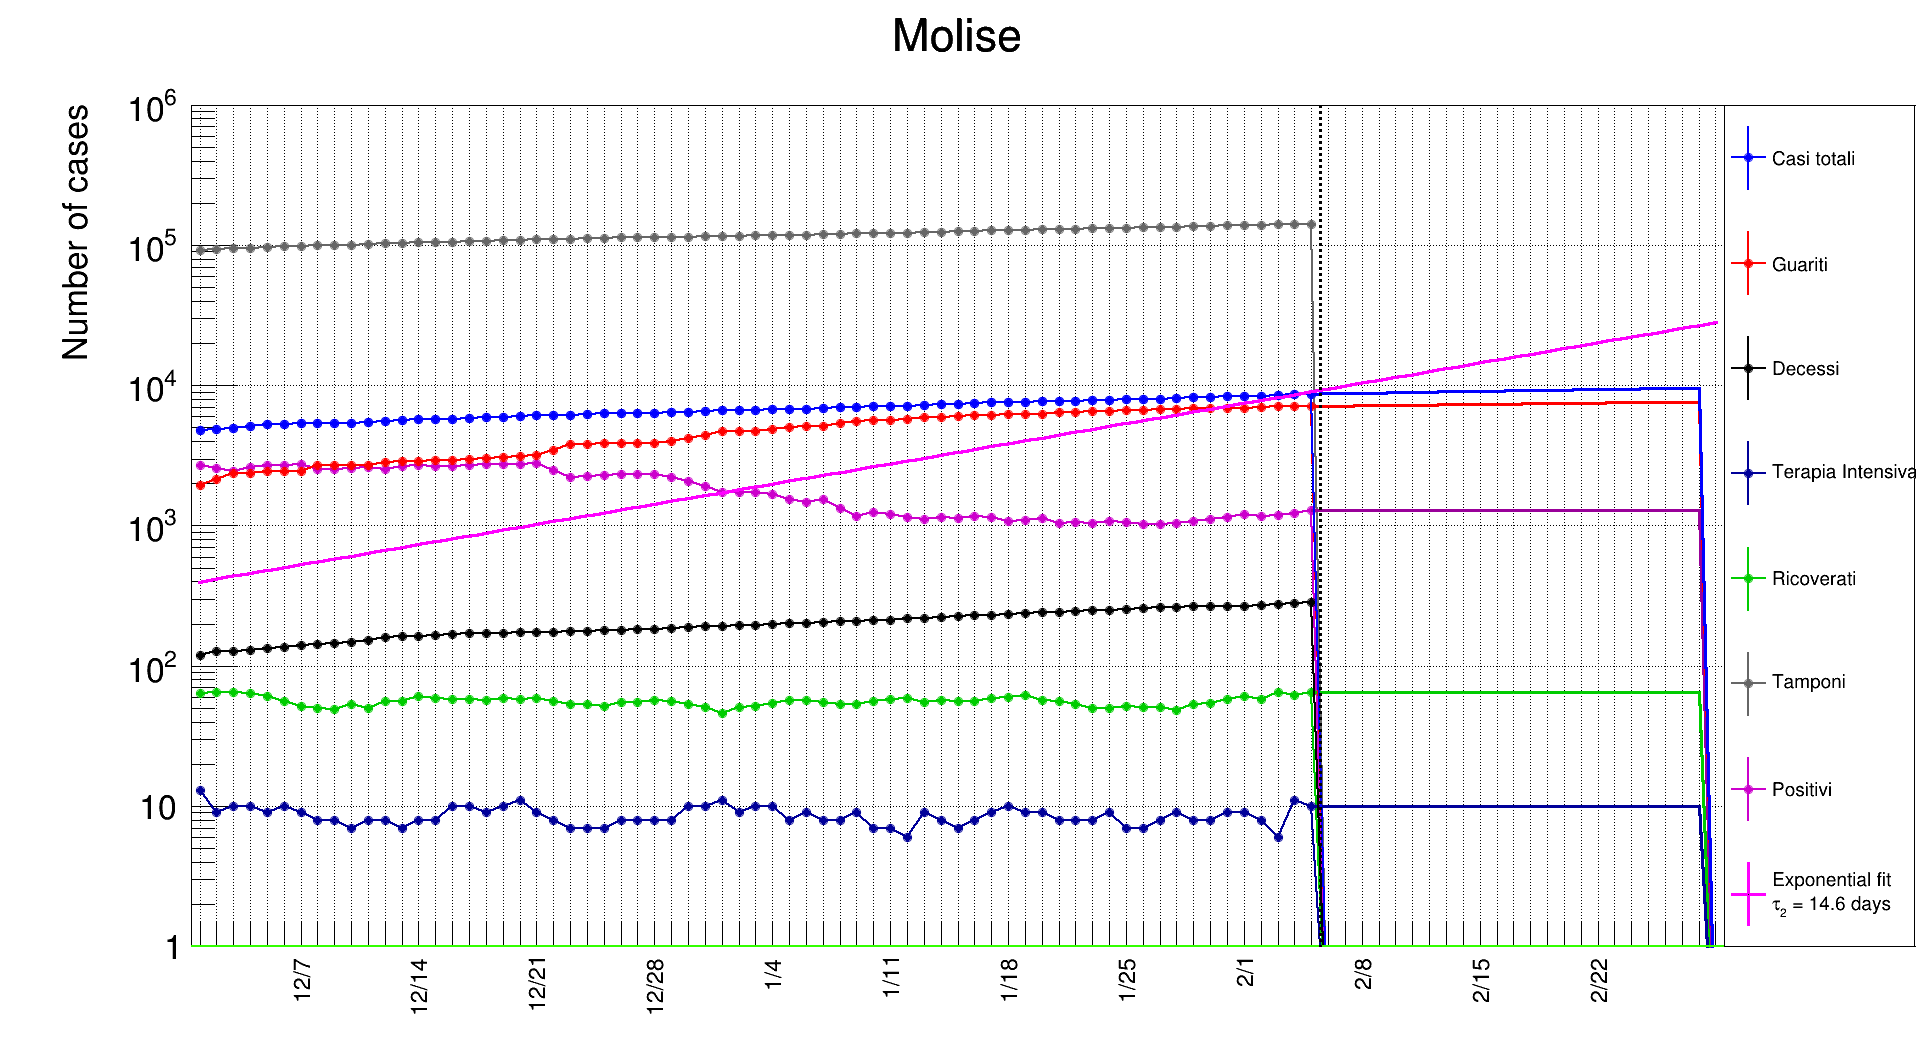 Molise
Number of cases
10^6
10^5
10^4
10^3
10^2
10
1
12/7
12/14
12/21
12/28
1/4
1/11
1/18
1/25
2/1
2/8
2/15
2/22
Casi totali
Guariti
Decessi
Terapia Intensiva
Ricoverati
Tamponi
Positivi
Exponential fit
τ_2 = 14.6 days